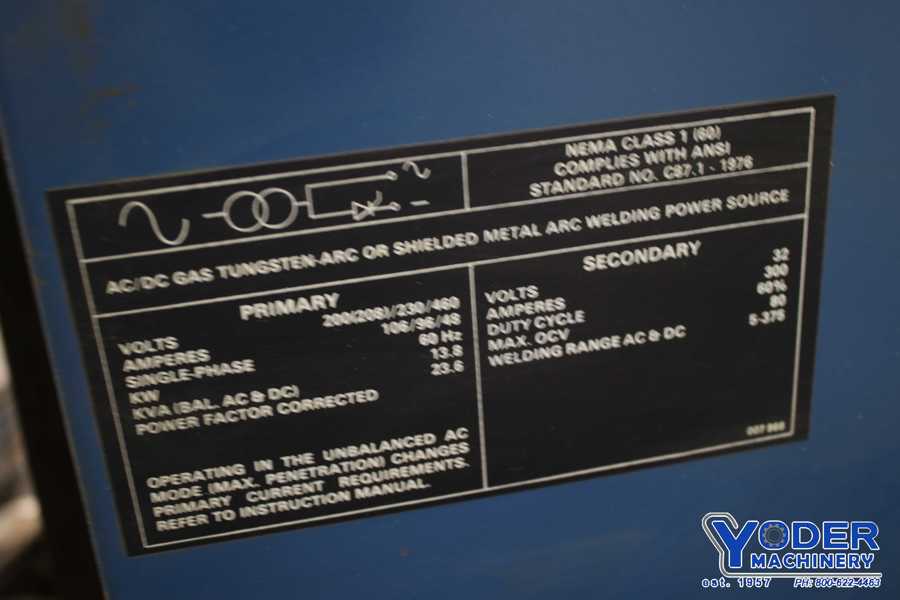 NEMA CLASS 1 (60)
COMPLIES WITH ANSI
STANDARD NO. C87.1 - 1976
AC/DC GAS TUNGSTEN-ARC OR SHIELDED METAL ARC WELDING POWER SOURCE
PRIMARY
VOLTS 200(208)/230/460
AMPERES 106/96/48
SINGLE-PHASE 60 Hz
KW 13.8
KVA (BAL. AC & DC) 23.6
POWER FACTOR CORRECTED
OPERATING IN THE UNBALANCED AC
MODE (MAX. PENETRATION) CHANGES
PRIMARY CURRENT REQUIREMENTS.
REFER TO INSTRUCTION MANUAL.
SECONDARY
VOLTS 32
AMPERES 300
DUTY CYCLE 60%
MAX. OCV 80
WELDING RANGE AC & DC 5-375
YODER
MACHINERY
est. 1957 PH: 800-622-4463